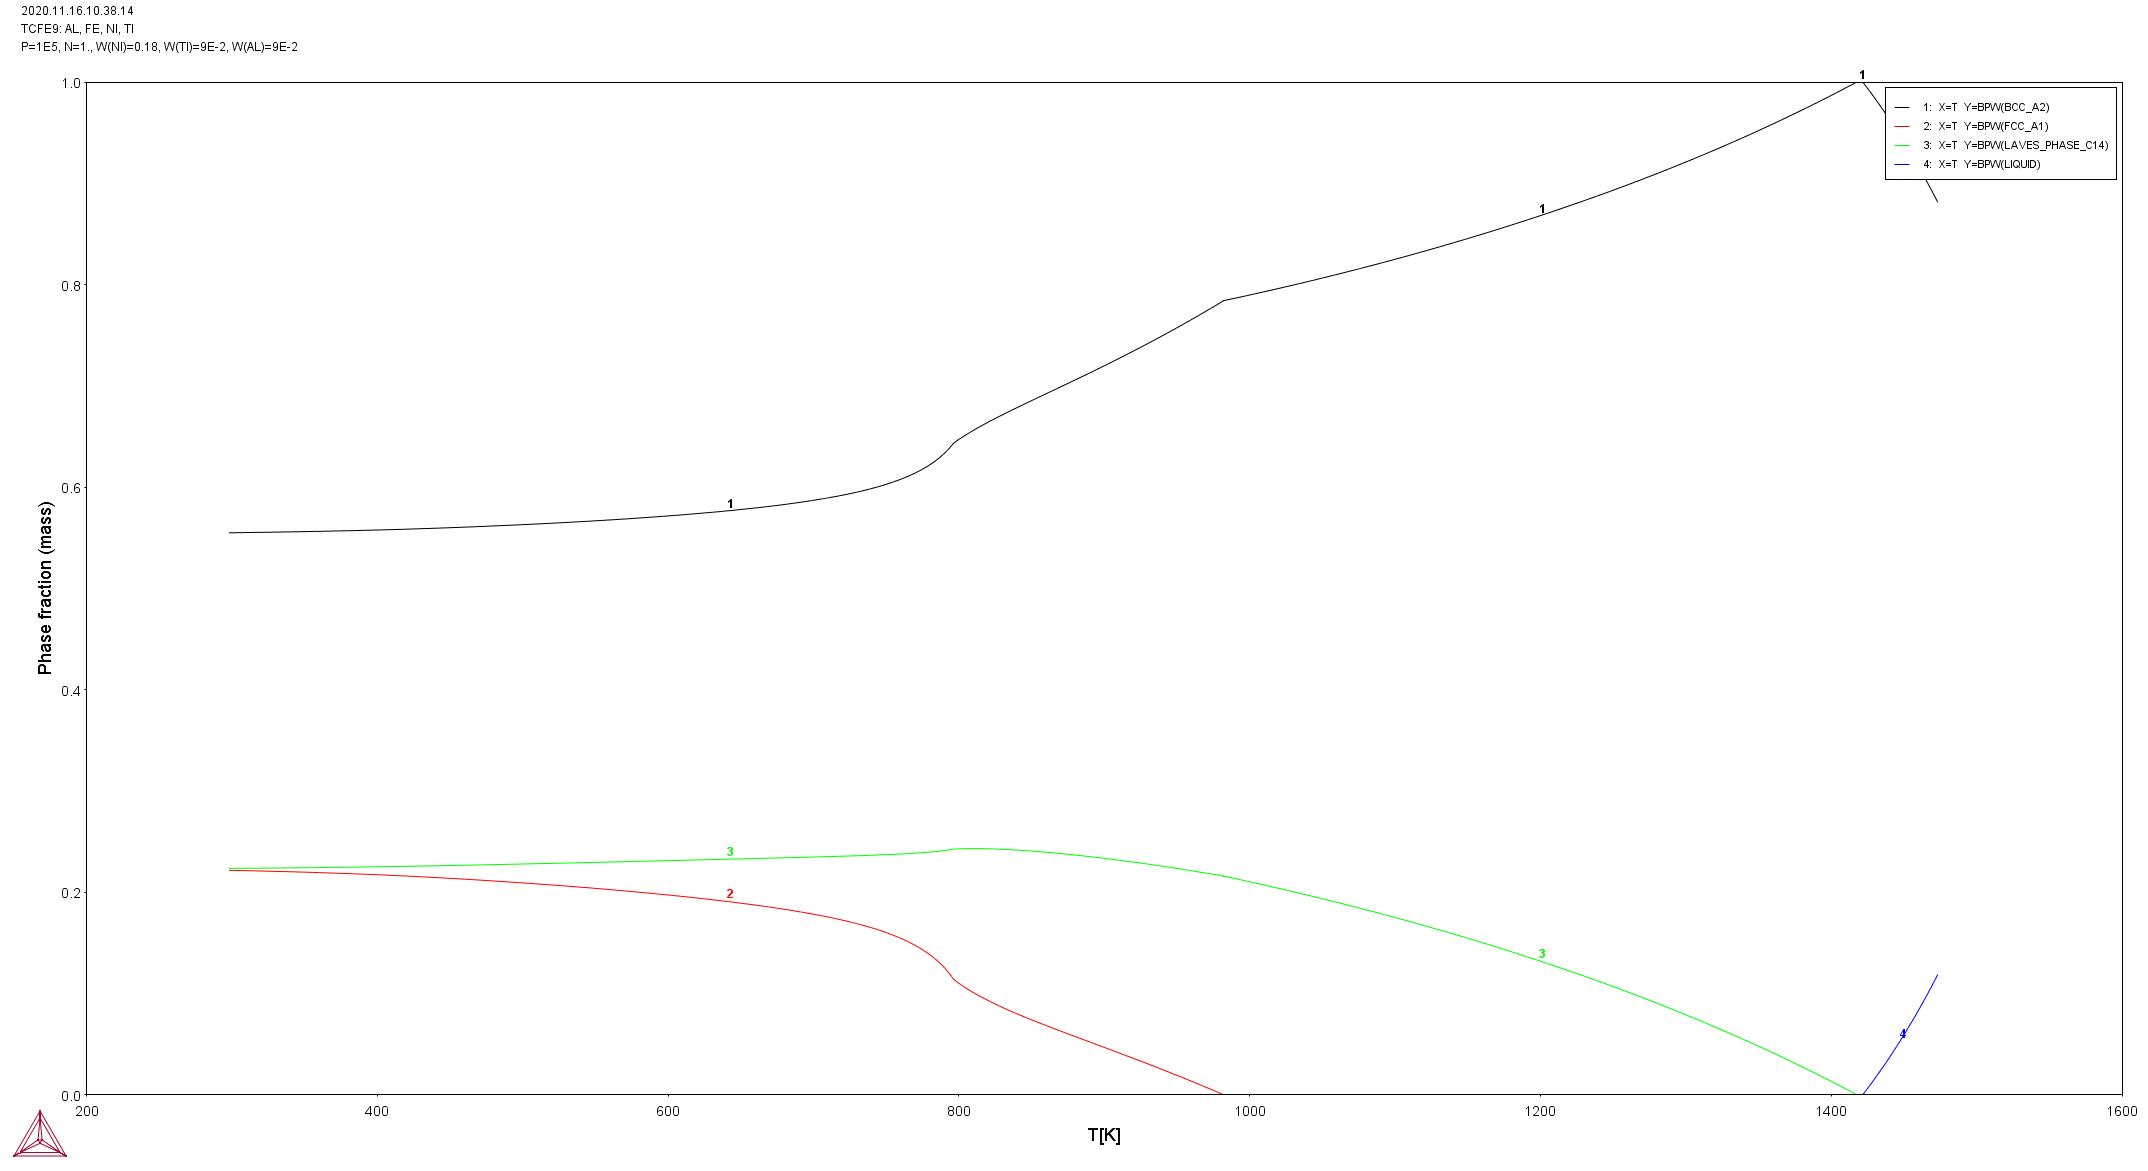 2020.11.16.10.38.14
TCFE9: AL, FE, NI, TI
P=1E5, N=1., W(NI)=0.18, W(TI)=9E-2, W(AL)=9E-2
1
1.0
1: X=T Y=BPW(BCC_A2)
2: X=T Y=BPW(FCC_A1)
3: X=T Y=BPW(LAVES_PHASE_C14)
4: X=T Y=BPW(LIQUID)
1
0.8
0.6
1
Phase fraction (mass)
0.4
3
2
0.2
3
4
0.0
200 400 600 800 1000 1200 1400 1600
T[K]